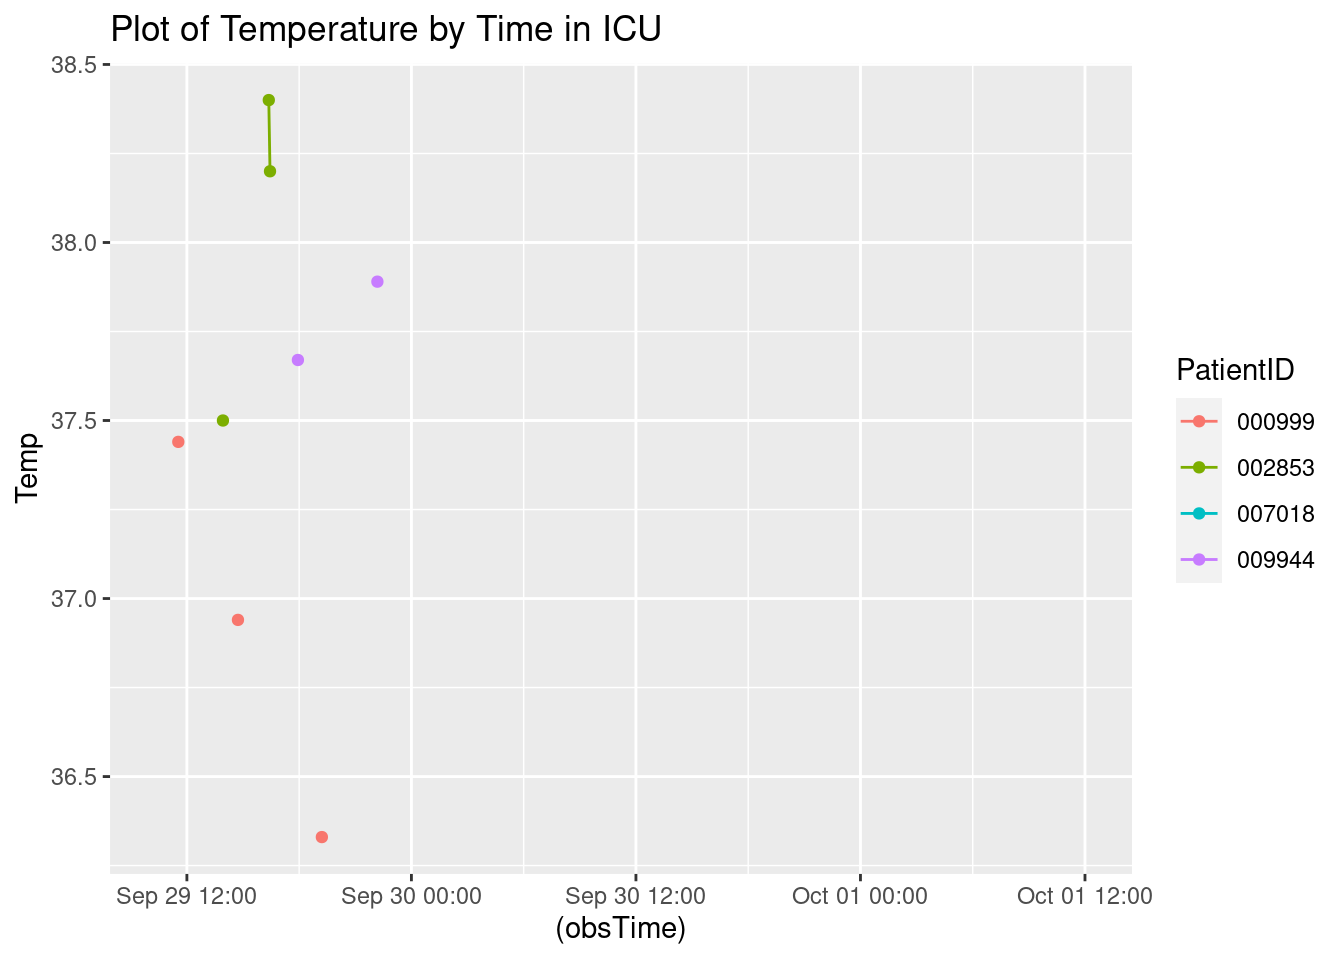 Plot of Temperature by Time in ICU
38.5
38.0
37.5
37.0
36.5
Temp
Sep 29 12:00 Sep 30 00:00 Sep 30 12:00 Oct 01 00:00 Oct 01 12:00
(obsTime)
PatientID
000999
002853
007018
009944